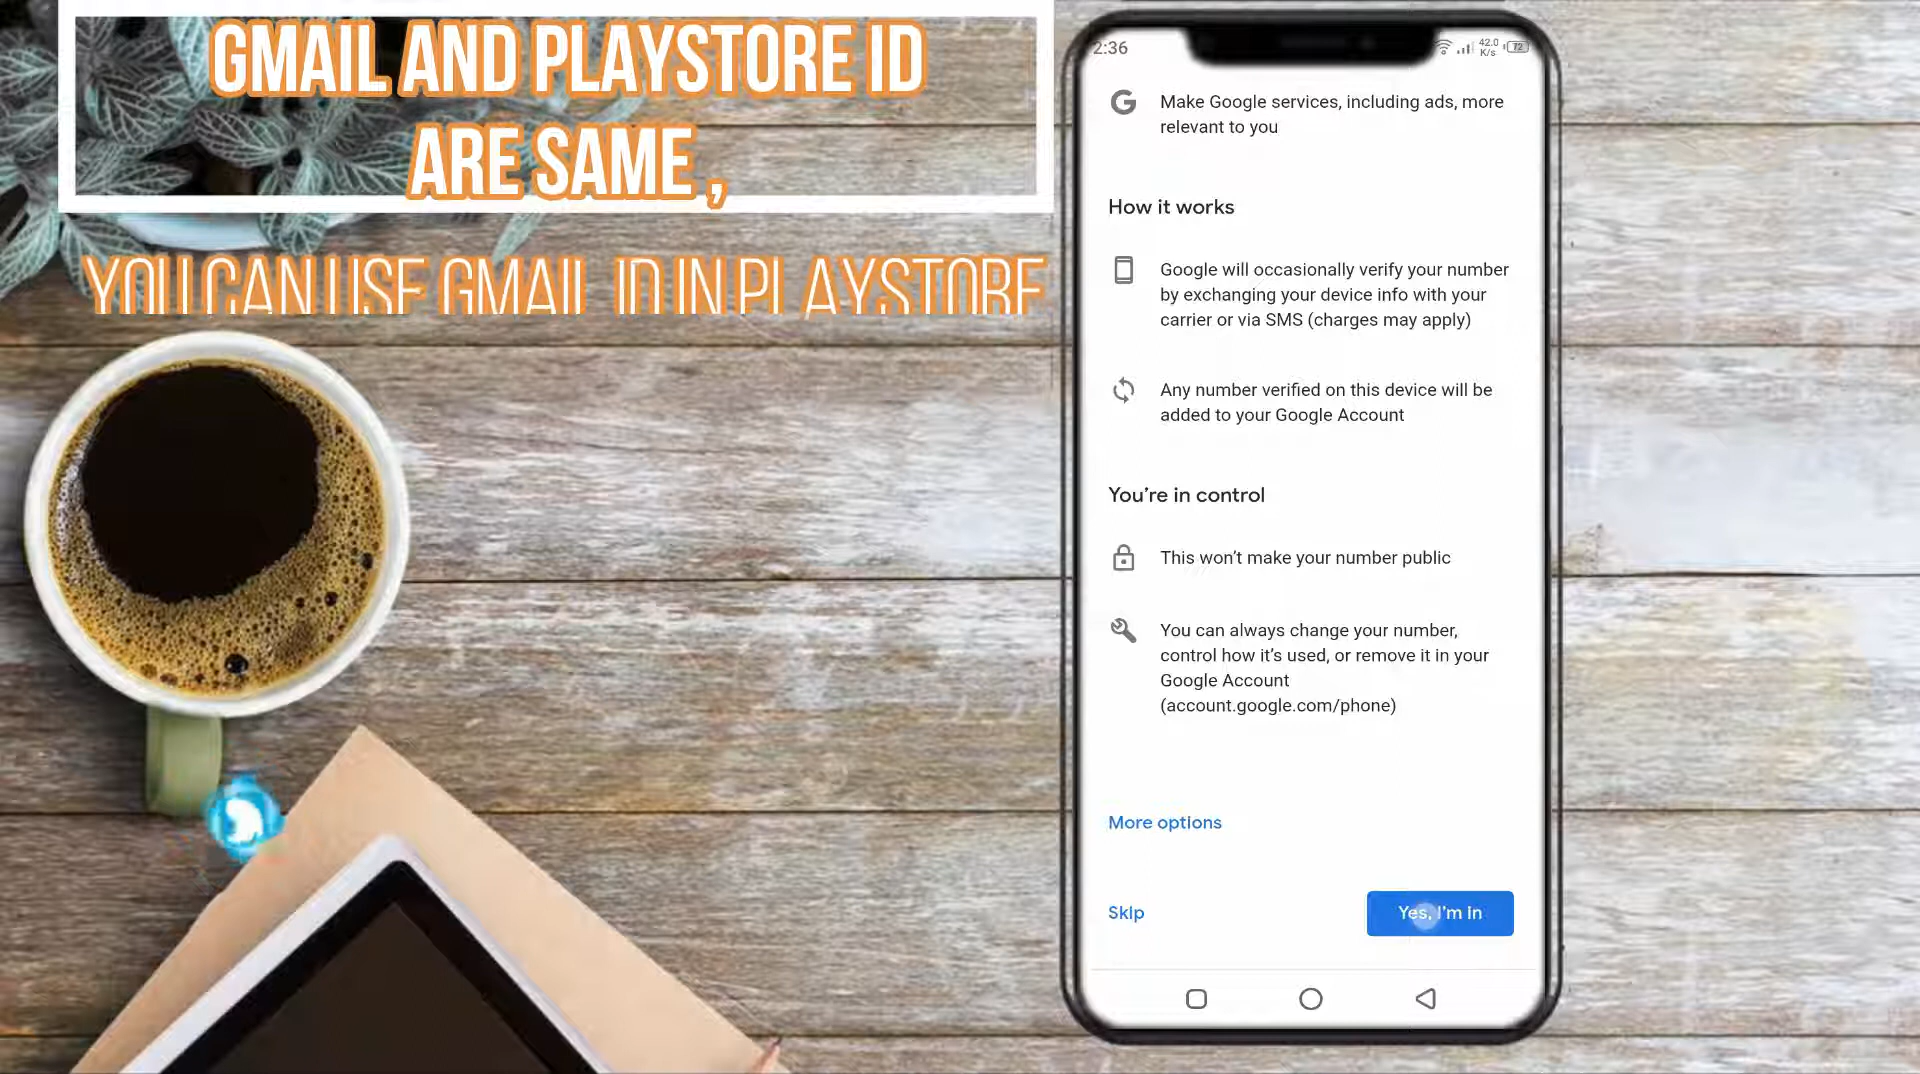 GMAIL AND PLAYSTORE ID
ARE SAME ,
YOU CAN USE GMAIL ID IN PLAYSTORE
2:36
42.0
K/s
72
Make Google services, including ads, more
relevant to you
How it works
Google will occasionally verify your number
by exchanging your device info with your
carrier or via SMS (charges may apply)
Any number verified on this device will be
added to your Google Account
You're in control
This won't make your number public
You can always change your number,
control how it's used, or remove it in your
Google Account
(account.google.com/phone)
More options
Skip
Yes, I'm in